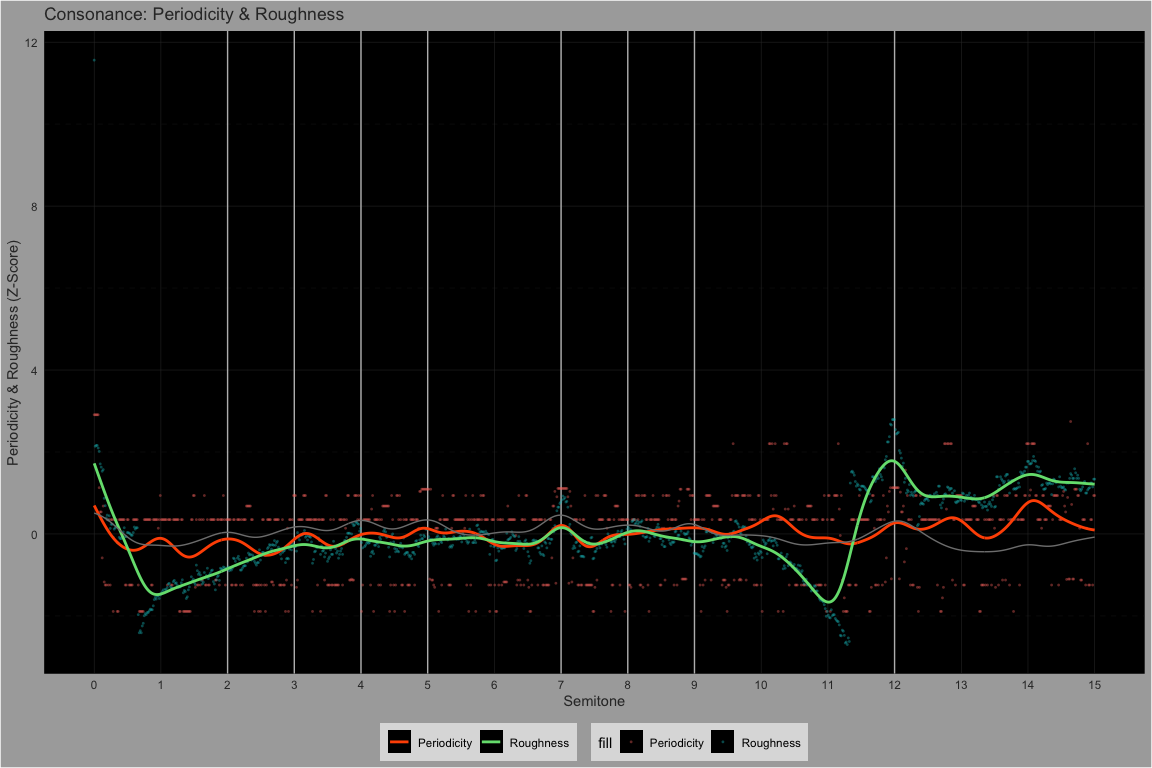 Consonance: Periodicity & Roughness
Periodicity & Roughness (Z-Score)
12
8
4
0
0 1 2 3 4 5 6 7 8 9 10 11 12 13 14 15
Semitone
Periodicity Roughness fill Periodicity Roughness